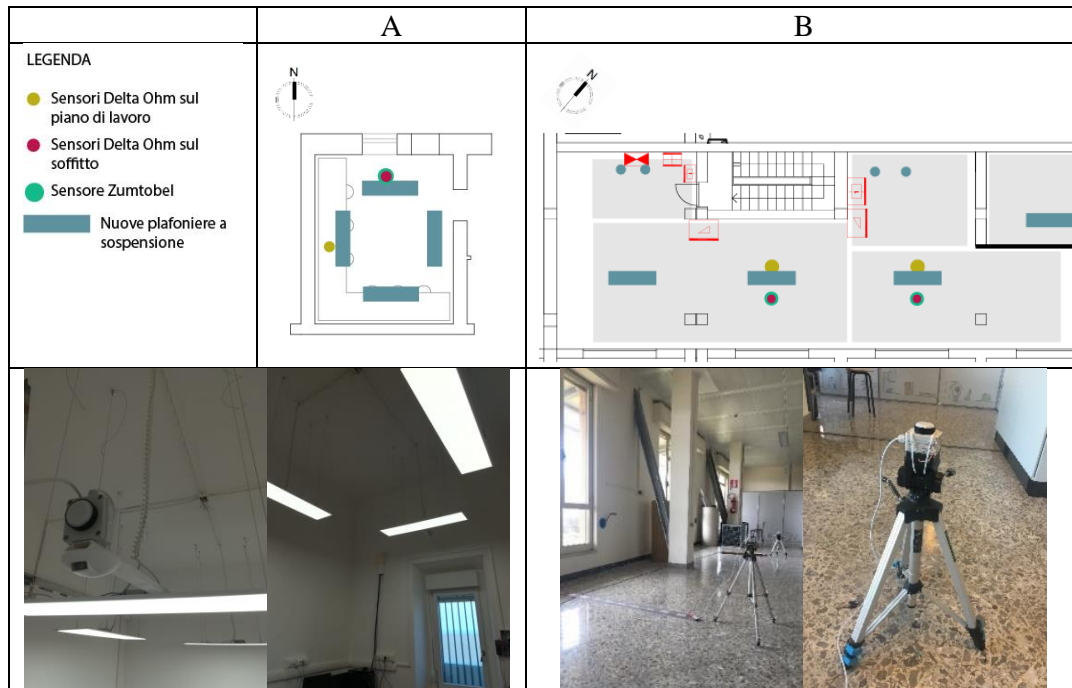 A
B
LEGENDA
Sensori Delta Ohm sul
piano di lavoro
Sensori Delta Ohm sul
soffitto
Sensore Zumtobel
Nuove plafoniere a
sospensione
N
N